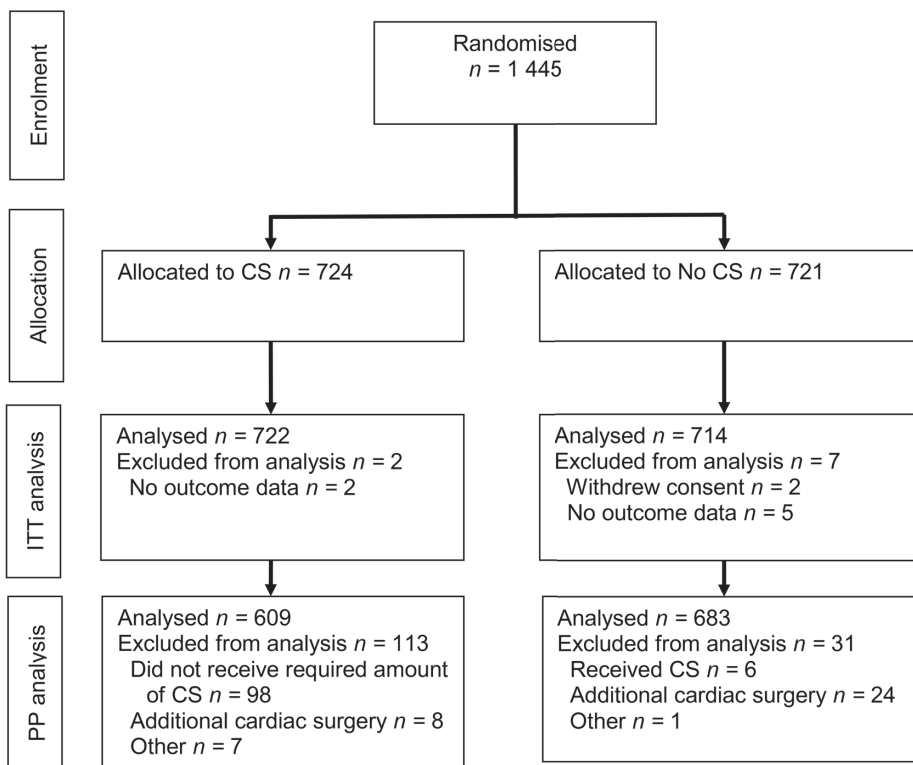 Enrolment
Randomised
n = 1 445
Allocation
Allocated to CS n = 724
Allocated to No CS n = 721
ITT analysis
Analysed n = 722
Excluded from analysis n = 2
No outcome data n = 2
Analysed n = 714
Excluded from analysis n = 7
Withdrew consent n = 2
No outcome data n = 5
PP analysis
Analysed n = 609
Excluded from analysis n = 113
Did not receive required amount
of CS n = 98
Additional cardiac surgery n = 8
Other n = 7
Analysed n = 683
Excluded from analysis n = 31
Received CS n = 6
Additional cardiac surgery n = 24
Other n = 1